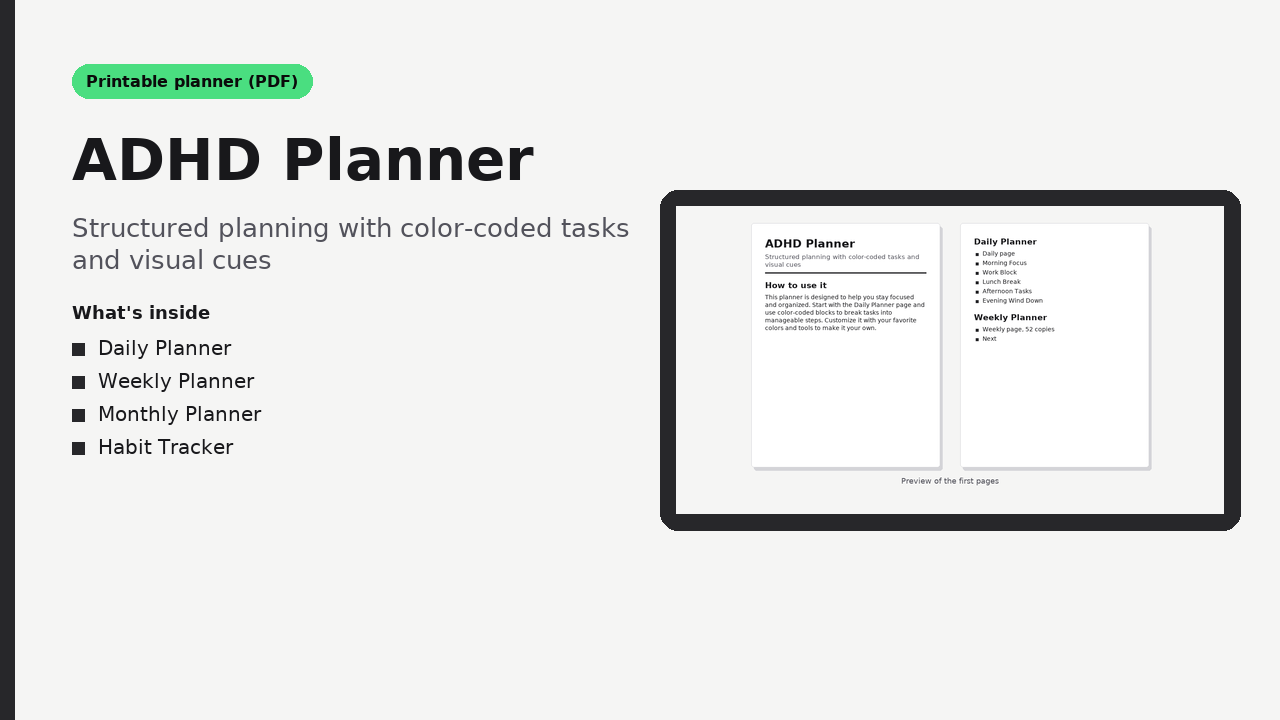 Printable planner (PDF)
ADHD Planner
Structured planning with color-coded tasks
and visual cues
What's inside
Daily Planner
Weekly Planner
Monthly Planner
Habit Tracker
ADHD Planner
Structured planning with color-coded tasks and
visual cues
How to use it
This planner is designed to help you stay focused
and organized. Start with the Daily Planner page and
use color-coded blocks to break tasks into
manageable steps. Customize it with your favorite
colors and tools to make it your own.
Daily Planner
Daily page
Morning Focus
Work Block
Lunch Break
Afternoon Tasks
Evening Wind Down
Weekly Planner
Weekly page, 52 copies
Next
Preview of the first pages